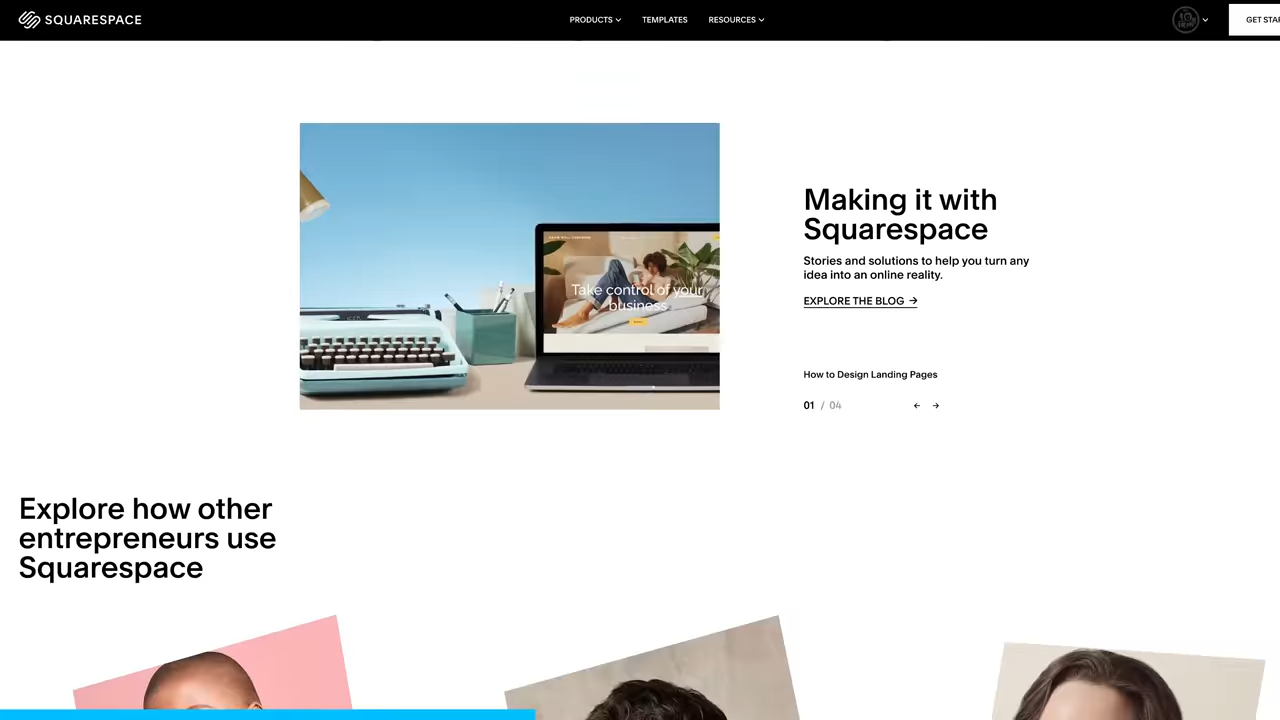 SQUARESPACE
PRODUCTS
TEMPLATES
RESOURCES
GET STAR
Take control of your
business
Making it with
Squarespace
Stories and solutions to help you turn any
idea into an online reality.
EXPLORE THE BLOG →
How to Design Landing Pages
01 / 04
← →
Explore how other
entrepreneurs use
Squarespace